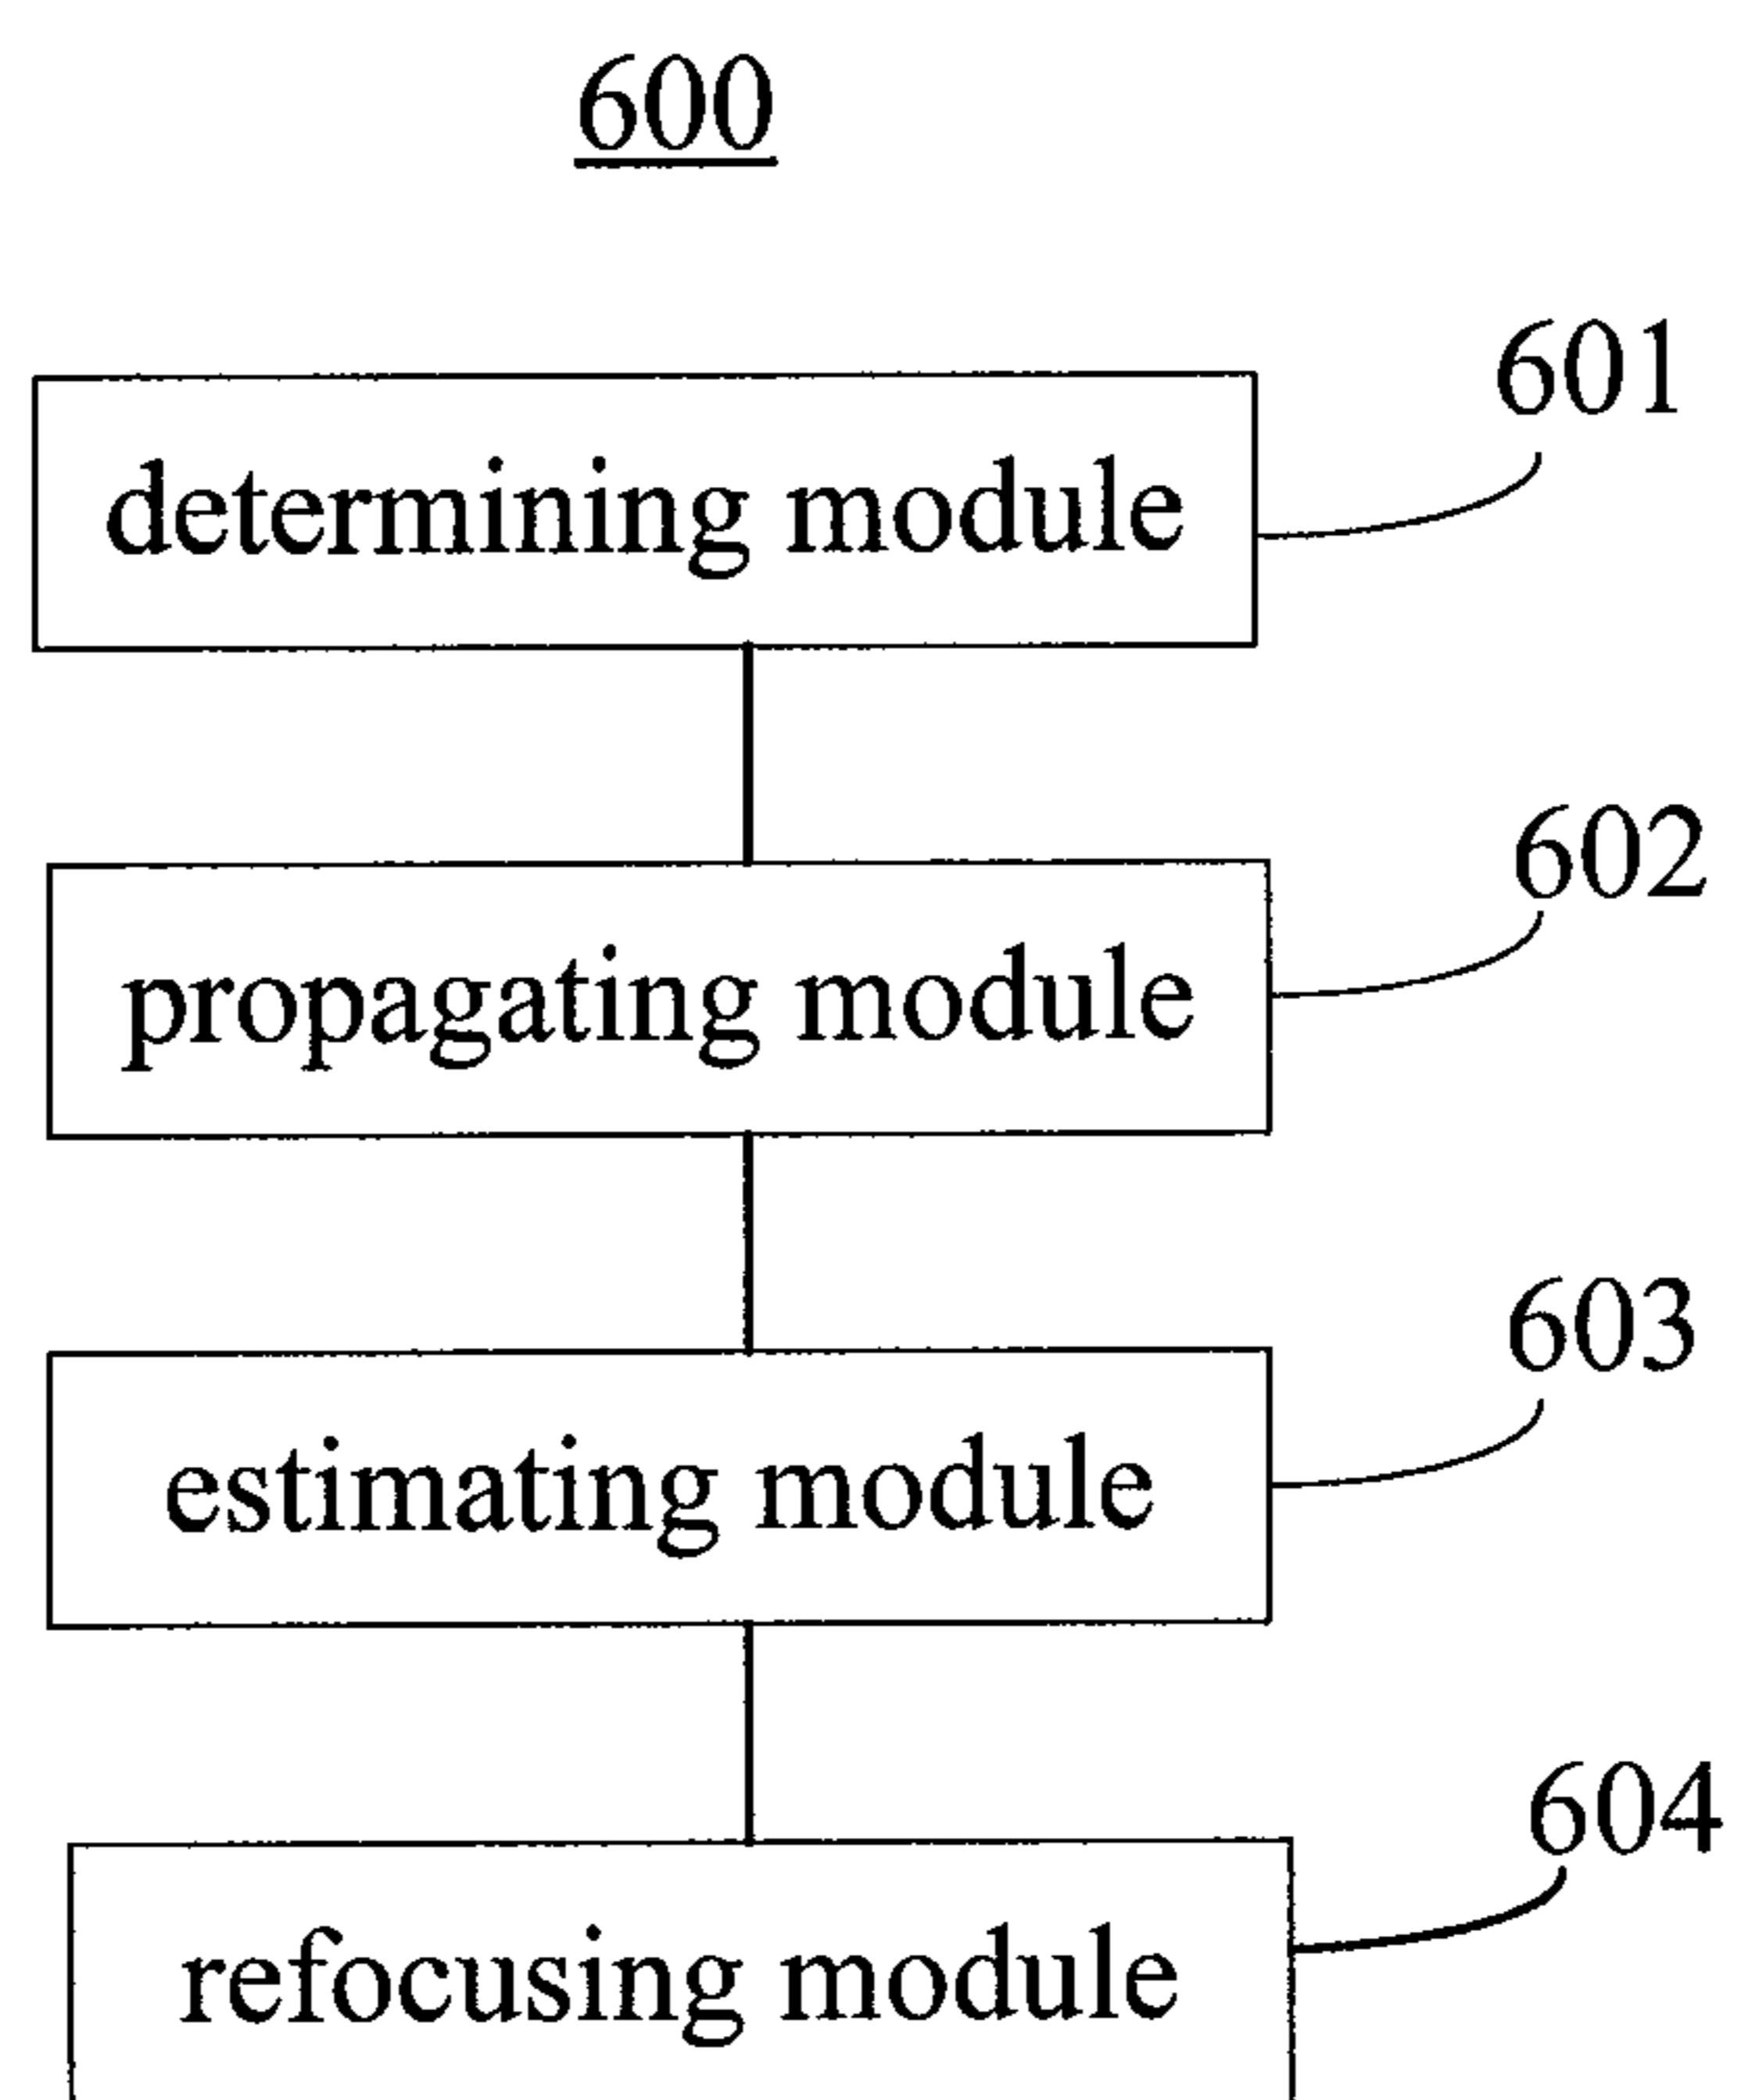 600
601
determining module
602
propagating module
603
estimating module
604
refocusing module